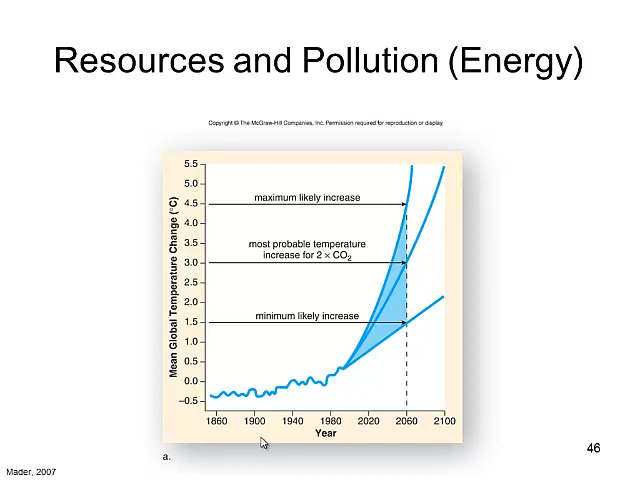 Resources and Pollution (Energy)
Copyright © The McGraw-Hill Companies, Inc. Permission required for reproduction or display.
Mean Global Temperature Change (°C)
5.5
5.0
4.5
4.0
3.5
3.0
2.5
2.0
1.5
1.0
0.5
0.0
–0.5
maximum likely increase
most probable temperature
increase for 2 × CO₂
minimum likely increase
1860 1900 1940 1980 2020 2060 2100
Year
a.
46
Mader, 2007